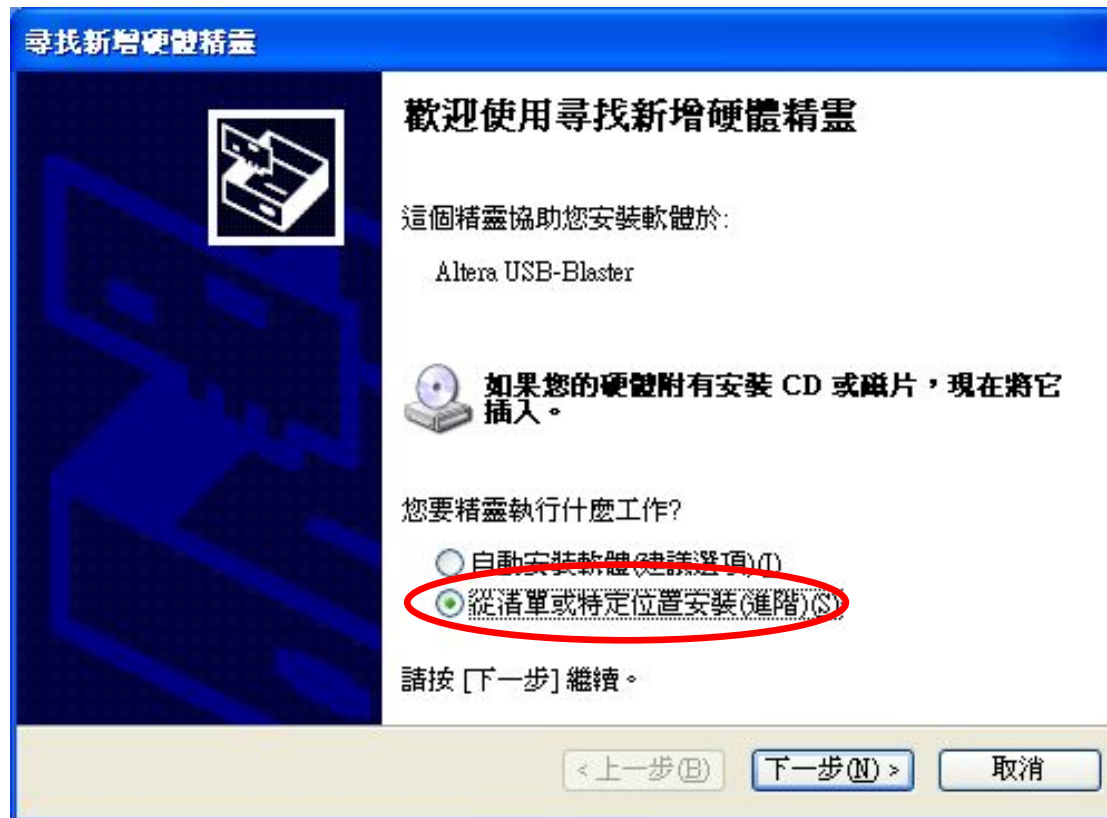 尋找新增硬體精靈
歡迎使用尋找新增硬體精靈
這個精靈協助您安裝軟體於:
Altera USB-Blaster
如果您的硬體附有安裝 CD 或磁片，現在將它
插入。
您要精靈執行什麼工作?
自動安裝軟體(建議選項)(I)
從清單或特定位置安裝(進階)(S)
請按 [下一步] 繼續。
< 上一步(B) 下一步(N) > 取消